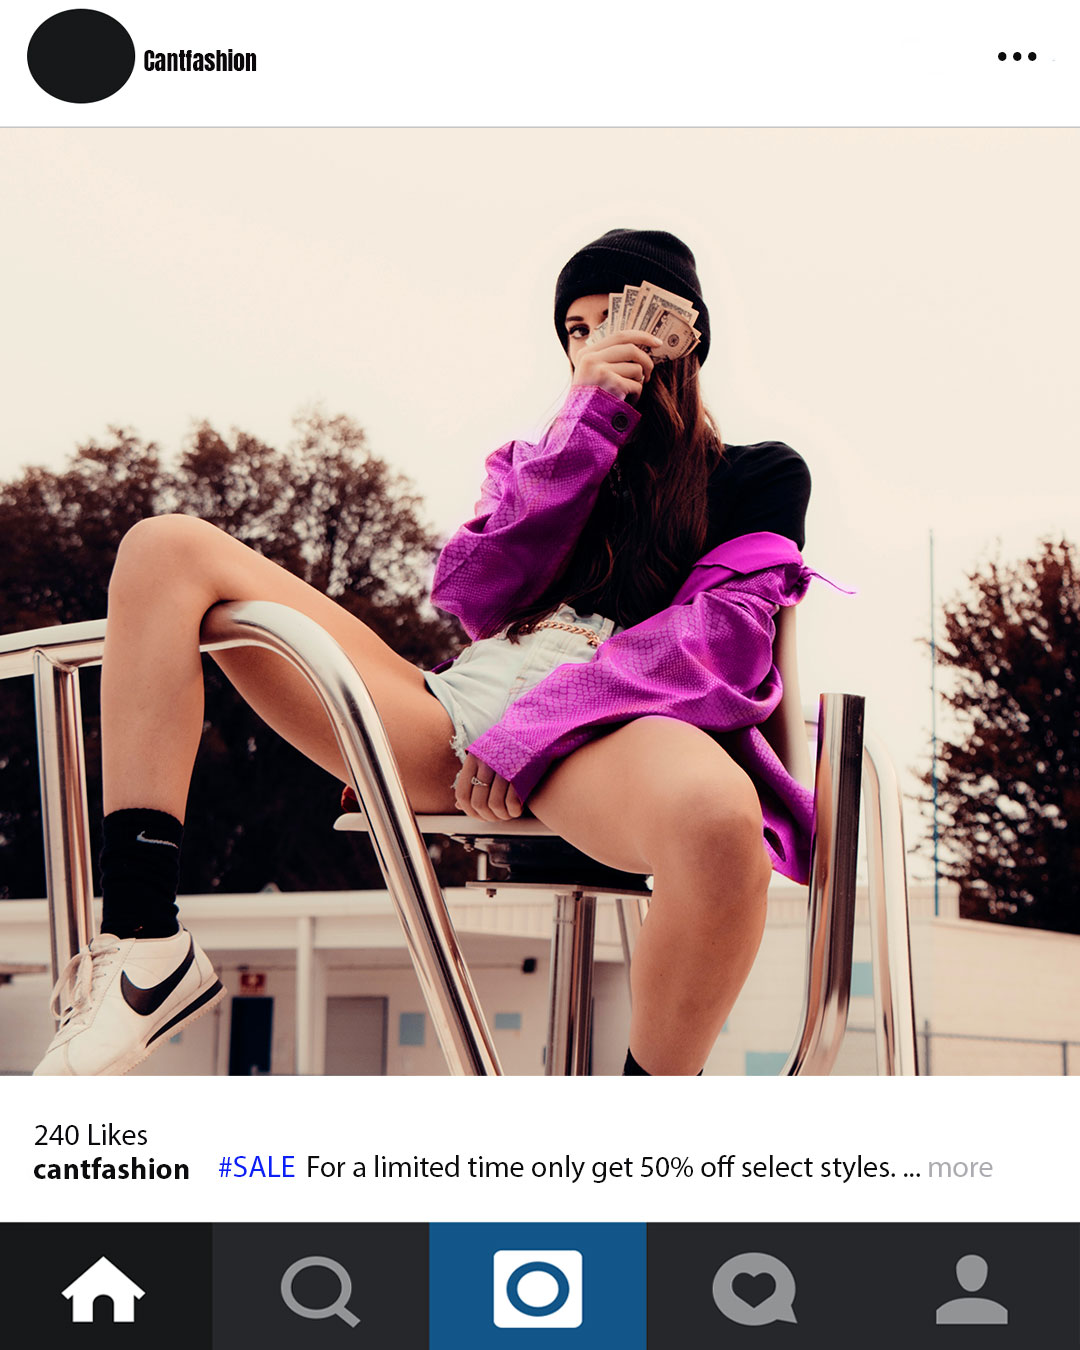 Cantfashion
240 Likes
cantfashion #SALE For a limited time only get 50% off select styles. ... more